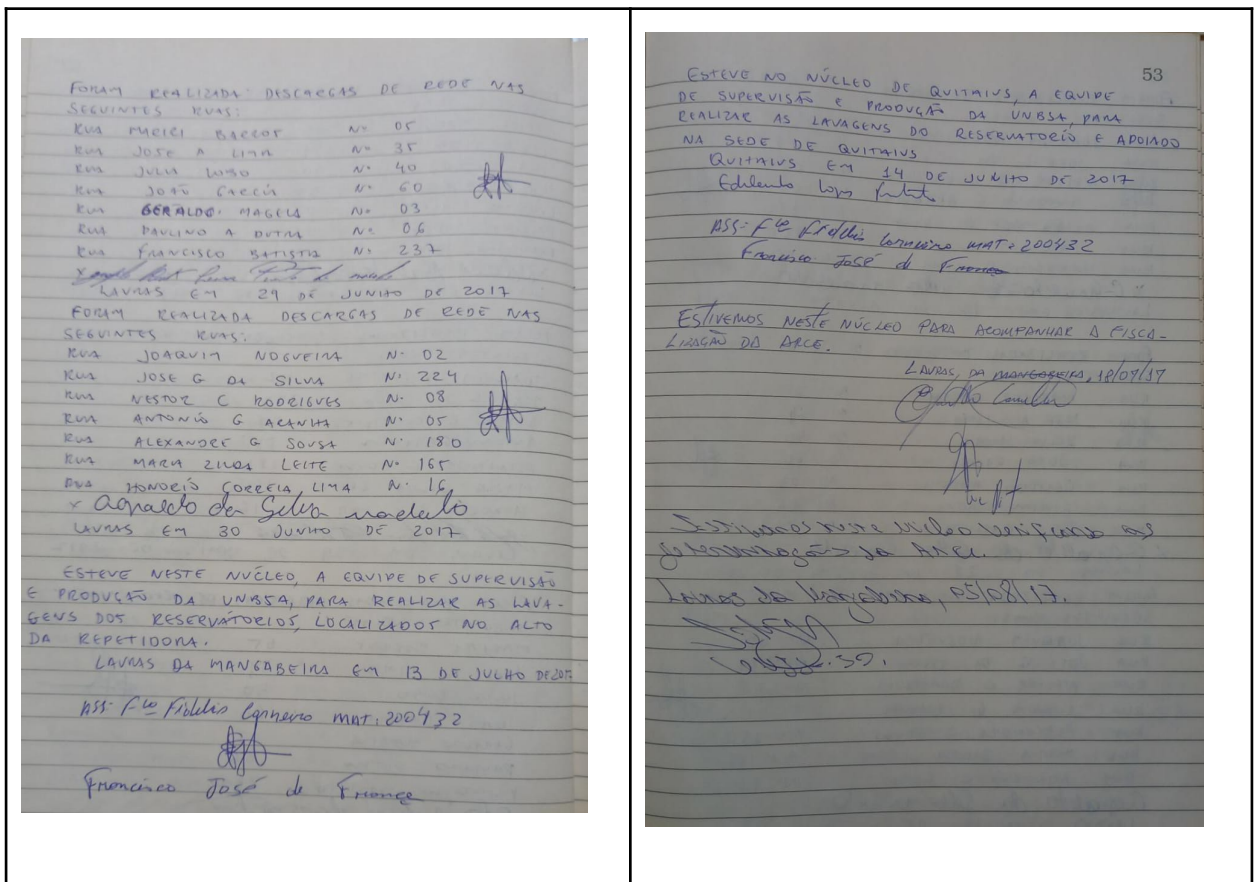 FORAM REALIZADA DESCARGAS DE REDE NAS
SEGUINTES RUAS:
RUA BARROS Nº 05
RUA JOSE A LIMA Nº 35
RUA JULIA LOBO Nº 40
RUA JOÃO GARCIA Nº 60
RUA GERALDO MAGELA Nº 03
RUA PAULINO A DUTRA Nº 06
RUA FRANCISCO BATISTA Nº 237
LAVRAS EM 29 DE JUNHO DE 2017
FORAM REALIZADA DESCARGAS DE REDE NAS
SEGUINTES RUAS:
RUA JOAQUIM NOGUEIRA Nº 02
RUA JOSE G DA SILVA Nº 224
RUA NESTOR C RODRIGUES Nº 08
RUA ANTONIO G ARANHA Nº 05
RUA ALEXANDRE G SOUSA Nº 180
RUA MARIA ZILDA LEITE Nº 165
RUA HONORIO CORREIA LIMA Nº 16
x Agnaldo da Silva
LAVRAS EM 30 JUNHO DE 2017
ESTEVE NESTE NÚCLEO, A EQUIPE DE SUPERVISÃO
E PRODUÇÃO DA UNBSA, PARA REALIZAR AS LAVA-
GENS DOS RESERVATORIOS, LOCALIZADOS NO ALTO
DA REPETIDORA.
LAVRAS DA MANGABEIRA EM 13 DE JULHO DE 2017
ASS: Fco Fidelis Carneiro MAT: 200432
Francisco José de França
53
ESTEVE NO NÚCLEO DE QUITAIUS, A EQUIPE
DE SUPERVISÃO E PRODUÇÃO DA UNBSA, PARA
REALIZAR AS LAVAGENS DO RESERVATORIO E APOIADO
NA SEDE DE QUITAIUS
QUITAIUS EM 14 DE JUNHO DE 2017
ASS: Fco Fidelis Carneiro MAT: 200432
Francisco José de França
ESTIVEMOS NESTE NÚCLEO PARA ACOMPANHAR A FISCA-
LIZAÇÃO DA ARCE.
LAVRAS, DA MANGABEIRA, 18/07/17
Estivemos neste núcleo verificando as
determinações da Arce.
Lavras da Mangabeira, 05/08/17.